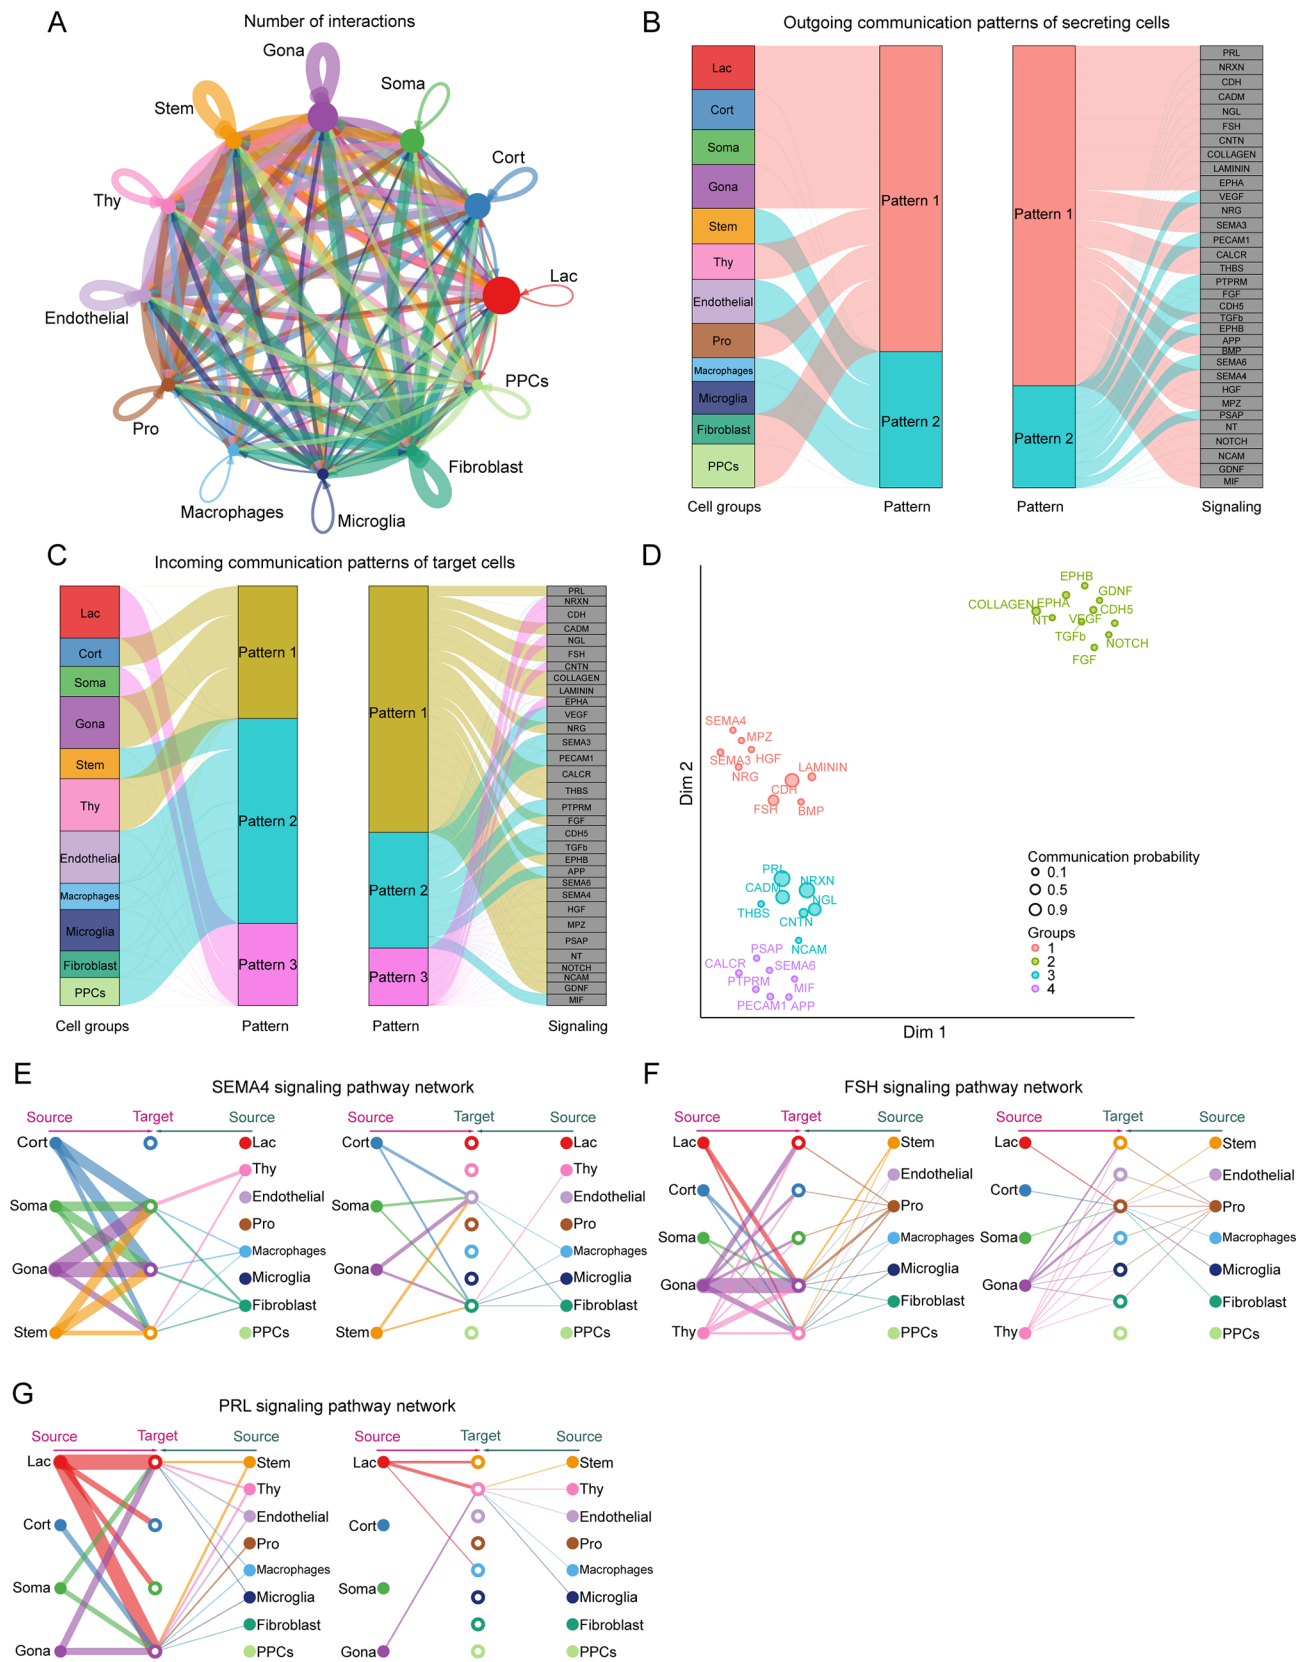 A
Number of interactions
Gona
Soma
Stem
Cort
Thy
Lac
Endothelial
PPCs
Pro
Fibroblast
Macrophages
Microglia
B
Outgoing communication patterns of secreting cells
Lac
Cort
Soma
Gona
Stem
Thy
Endothelial
Pro
Macrophages
Microglia
Fibroblast
PPCs
Pattern 1
Pattern 2
Pattern 1
Pattern 2
PRL
NRXN
CDH
CADM
NGL
FSH
CNTN
COLLAGEN
LAMININ
EPHA
VEGF
NRG
SEMA3
PECAM1
CALCR
THBS
PTPRM
FGF
CDH5
TGFb
EPHB
APP
BMP
SEMA6
SEMA4
HGF
MPZ
PSAP
NT
NOTCH
NCAM
GDNF
MIF
Cell groups
Pattern
Pattern
Signaling
C
Incoming communication patterns of target cells
Lac
Cort
Soma
Gona
Stem
Thy
Endothelial
Macrophages
Microglia
Fibroblast
PPCs
Pattern 1
Pattern 2
Pattern 3
Pattern 1
Pattern 2
Pattern 3
PRL
NRXN
CDH
CADM
NGL
FSH
CNTN
COLLAGEN
LAMININ
EPHA
VEGF
NRG
SEMA3
PECAM1
CALCR
THBS
PTPRM
FGF
CDH5
TGFb
EPHB
APP
SEMA6
SEMA4
HGF
MPZ
PSAP
NT
NOTCH
NCAM
GDNF
MIF
Cell groups
Pattern
Pattern
Signaling
D
EPHB
GDNF
COLLAGEN
EPHA
CDH5
NT
VEGF
TGFb
NOTCH
FGF
SEMA4
MPZ
SEMA3
HGF
NRG
LAMININ
CDH
FSH
BMP
PRL
NRXN
CADM
NGL
THBS
CNTN
NCAM
PSAP
CALCR
SEMA6
PTPRM
MIF
PECAM1
APP
Dim 2
Dim 1
Communication probability
0.1
0.5
0.9
Groups
1
2
3
4
E
SEMA4 signaling pathway network
Source
Target
Source
Cort
Soma
Gona
Stem
Lac
Thy
Endothelial
Pro
Macrophages
Microglia
Fibroblast
PPCs
Source
Target
Source
Cort
Soma
Gona
Stem
Lac
Thy
Endothelial
Pro
Macrophages
Microglia
Fibroblast
PPCs
F
FSH signaling pathway network
Source
Target
Source
Lac
Cort
Soma
Gona
Thy
Stem
Endothelial
Pro
Macrophages
Microglia
Fibroblast
PPCs
Source
Target
Source
Lac
Cort
Soma
Gona
Thy
Stem
Endothelial
Pro
Macrophages
Microglia
Fibroblast
PPCs
G
PRL signaling pathway network
Source
Target
Source
Lac
Cort
Soma
Gona
Stem
Thy
Endothelial
Pro
Macrophages
Microglia
Fibroblast
PPCs
Source
Target
Source
Lac
Cort
Soma
Gona
Stem
Thy
Endothelial
Pro
Macrophages
Microglia
Fibroblast
PPCs